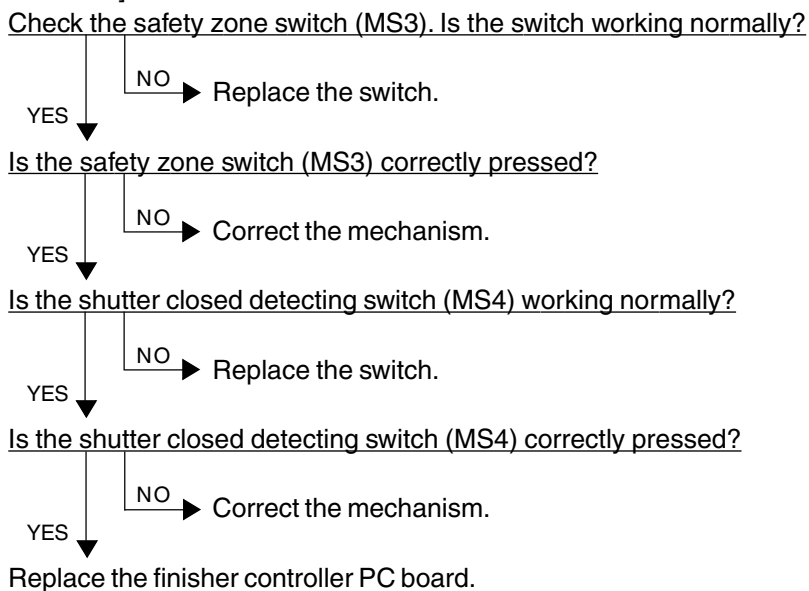 Check the safety zone switch (MS3). Is the switch working normally?
NO
Replace the switch.
YES
Is the safety zone switch (MS3) correctly pressed?
NO
Correct the mechanism.
YES
Is the shutter closed detecting switch (MS4) working normally?
NO
Replace the switch.
YES
Is the shutter closed detecting switch (MS4) correctly pressed?
NO
Correct the mechanism.
YES
Replace the finisher controller PC board.